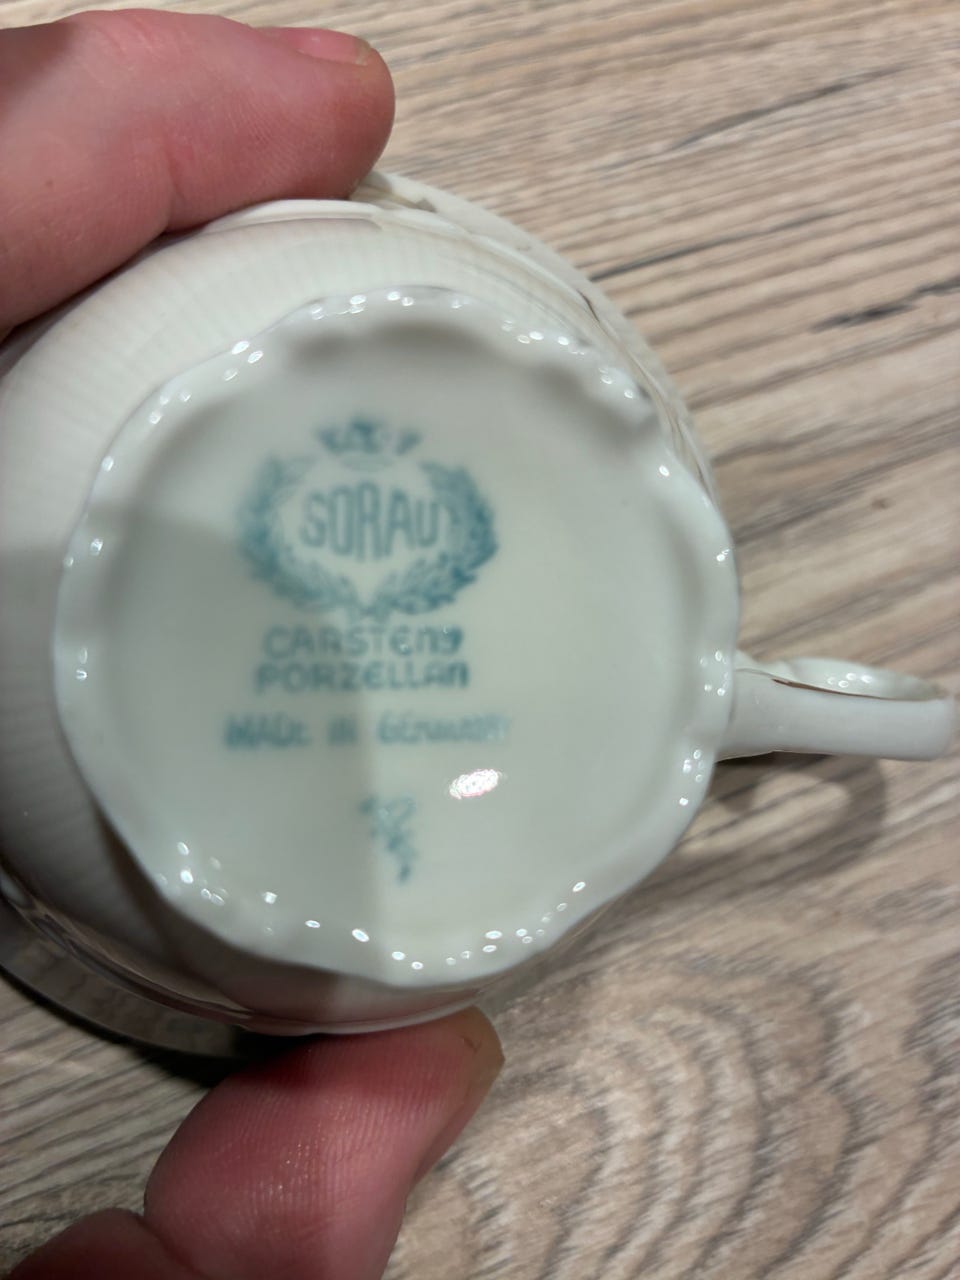 SORAU
CARSTENS
PORZELLAN
MADE IN GERMANY